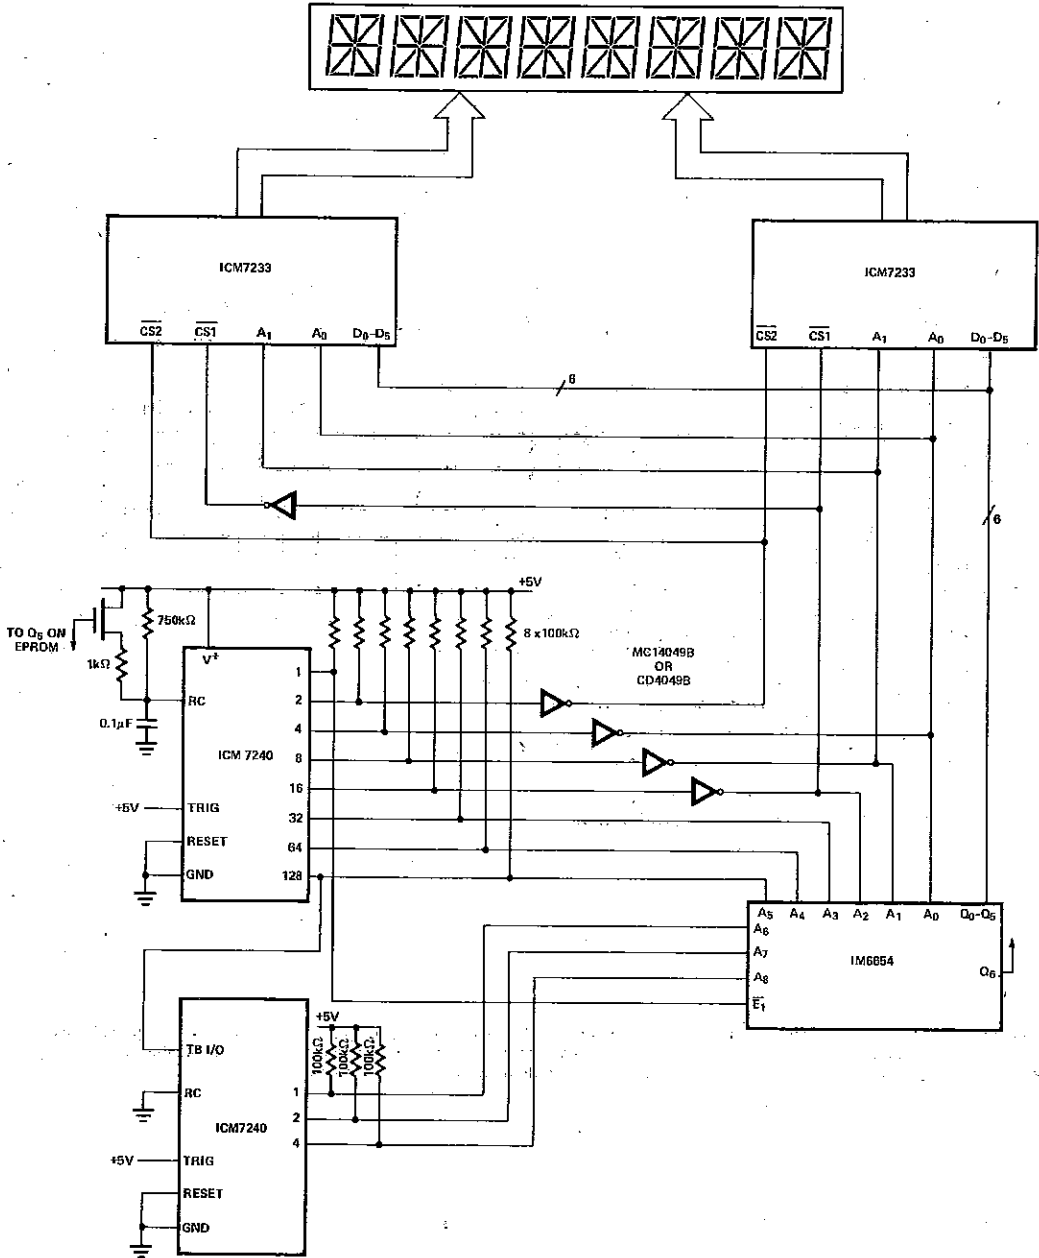 ICM7233
CS2 CS1 A1 A0 D0-D5
ICM7233
CS2 CS1 A1 A0 D0-D5
6
6
+5V
TO Q5 ON
EPROM
750kΩ
1kΩ
0.1μF
8 x 100kΩ
MC14049B
OR
CD4049B
V+
RC
ICM 7240
TRIG
RESET
GND
+5V
1
2
4
8
16
32
64
128
A5 A4 A3 A2 A1 A0 Q0-Q5
A6
A7
A8
E1
IM6654
Q6
+5V
100kΩ
100kΩ
100kΩ
TB I/O
RC
ICM7240
+5V
TRIG
RESET
GND
1
2
4